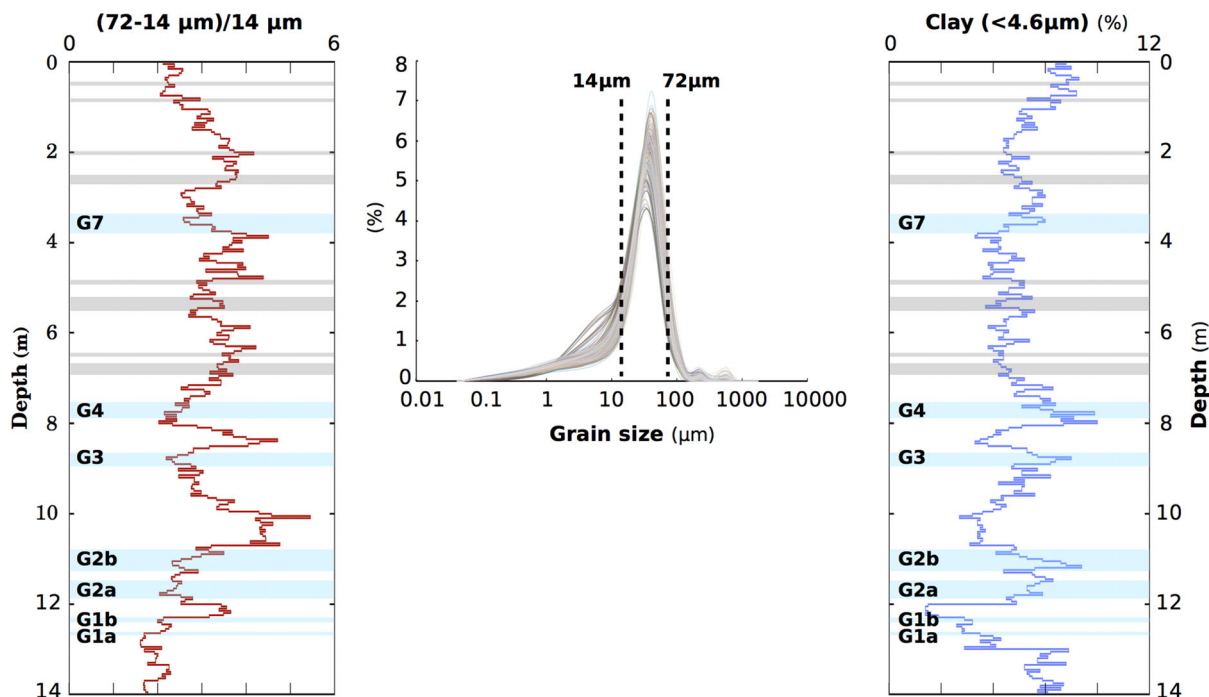 (72-14 μm)/14 μm
0 6
0
2
4
6
8
10
12
14
Depth (m)
G7
G4
G3
G2b
G2a
G1b
G1a
8
7
6
5
4
3
2
1
0
(%)
14μm 72μm
0.01 0.1 1 10 100 1000 10000
Grain size (μm)
Clay (<4.6μm) (%)
0 12
0
2
4
6
8
10
12
14
Depth (m)
G7
G4
G3
G2b
G2a
G1b
G1a